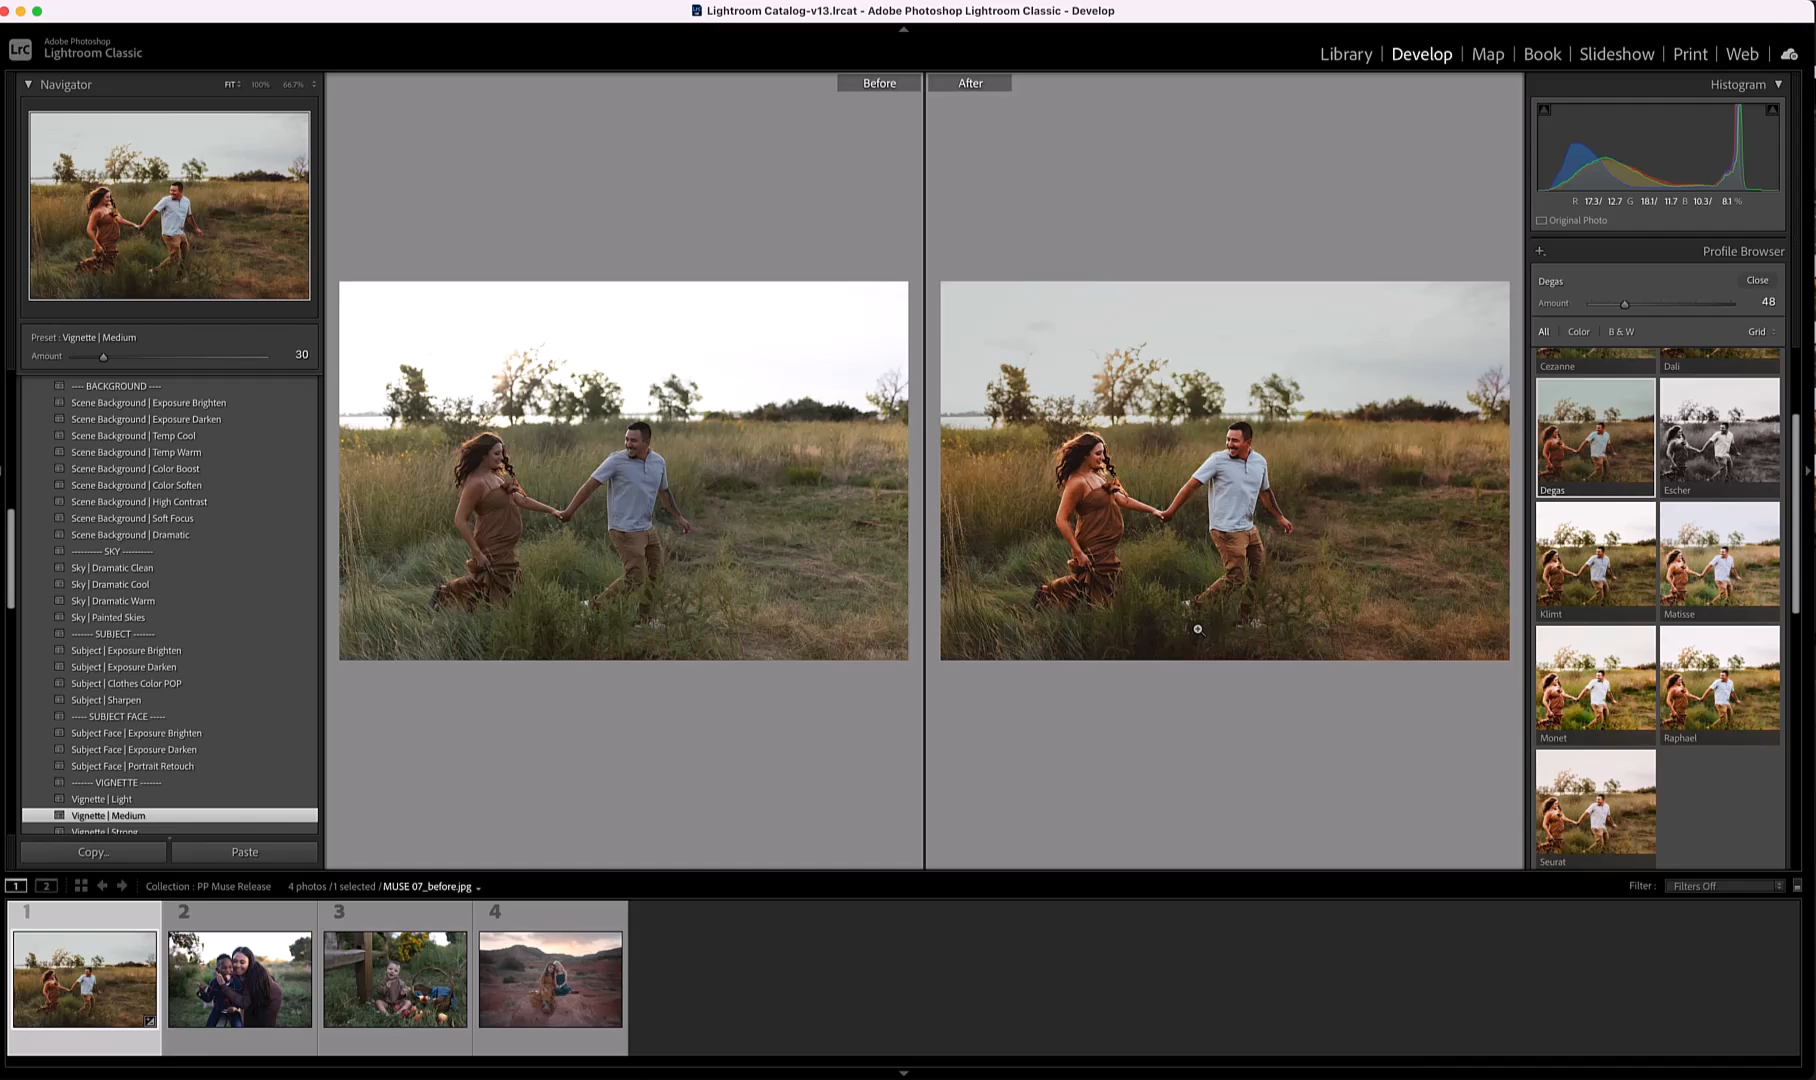 Lightroom Catalog-v13.lrcat - Adobe Photoshop Lightroom Classic - Develop
LrC
Adobe Photoshop
Lightroom Classic
Library | Develop | Map | Book | Slideshow | Print | Web
Navigator
FIT 100% 66.7%
Preset : Vignette | Medium
Amount 30
---- BACKGROUND ----
Scene Background | Exposure Brighten
Scene Background | Exposure Darken
Scene Background | Temp Cool
Scene Background | Temp Warm
Scene Background | Color Boost
Scene Background | Color Soften
Scene Background | High Contrast
Scene Background | Soft Focus
Scene Background | Dramatic
---------- SKY ----------
Sky | Dramatic Clean
Sky | Dramatic Cool
Sky | Dramatic Warm
Sky | Painted Skies
------- SUBJECT -------
Subject | Exposure Brighten
Subject | Exposure Darken
Subject | Clothes Color POP
Subject | Sharpen
----- SUBJECT FACE -----
Subject Face | Exposure Brighten
Subject Face | Exposure Darken
Subject Face | Portrait Retouch
------- VIGNETTE -------
Vignette | Light
Vignette | Medium
Vignette | Strong
Copy... Paste
Before
After
Histogram
R 17.3/ 12.7 G 18.1/ 11.7 B 10.3/ 8.1 %
Original Photo
Profile Browser
Degas Close
Amount 48
All Color B & W Grid
Cezanne Dali
Degas Escher
Klimt Matisse
Monet Raphael
Seurat
1 2 Collection : PP Muse Release 4 photos /1 selected / MUSE 07_before.jpg
Filter : Filters Off
1 2 3 4